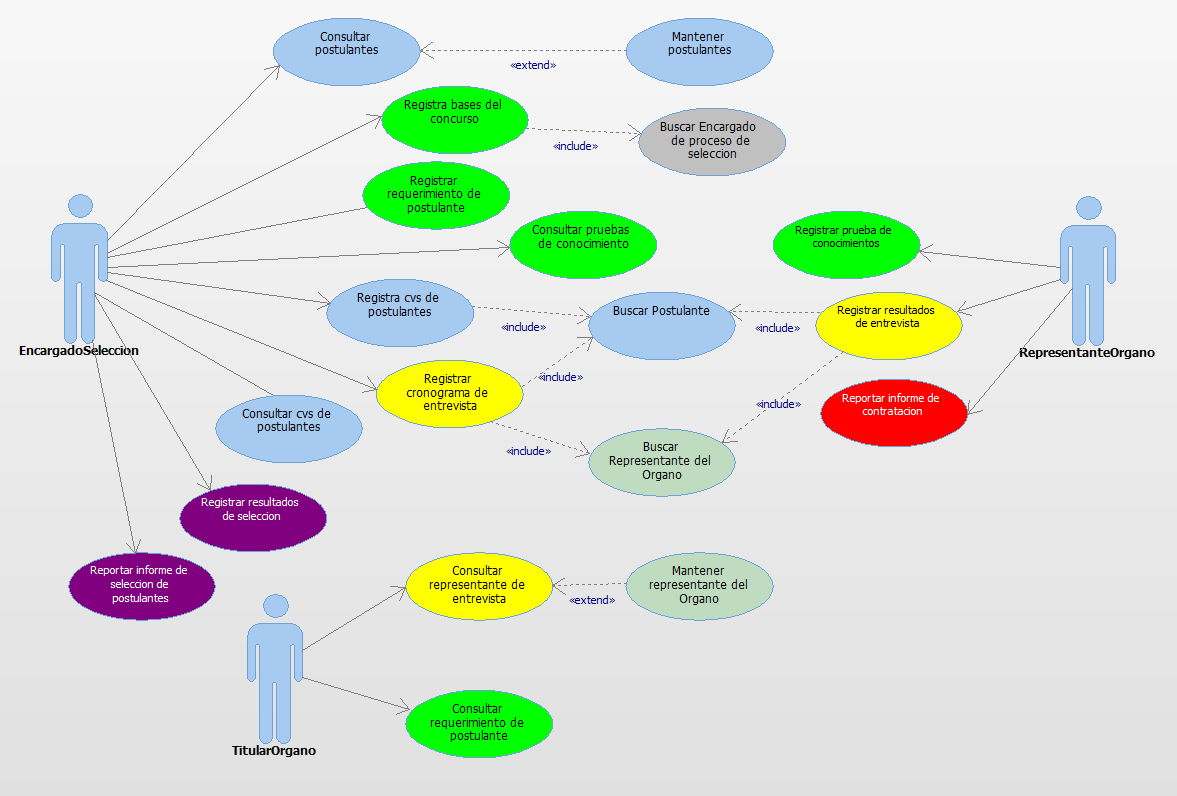 Consultar
postulantes
Mantener
postulantes
«extend»
Registra bases del
concurso
Buscar Encargado
de proceso de
seleccion
«include»
Registrar
requerimiento de
postulante
Consultar pruebas
de conocimiento
Registrar prueba de
conocimientos
Registra cvs de
postulantes
«include»
Buscar Postulante
«include»
Registrar resultados
de entrevista
EncargadoSeleccion
RepresentanteOrgano
Registrar
cronograma de
entrevista
«include»
«include»
Reportar informe de
contratacion
Consultar cvs de
postulantes
«include»
Buscar
Representante del
Organo
Registrar resultados
de seleccion
Reportar informe de
seleccion de
postulantes
Consultar
representante de
entrevista
«extend»
Mantener
representante del
Organo
TitularOrgano
Consultar
requerimiento de
postulante